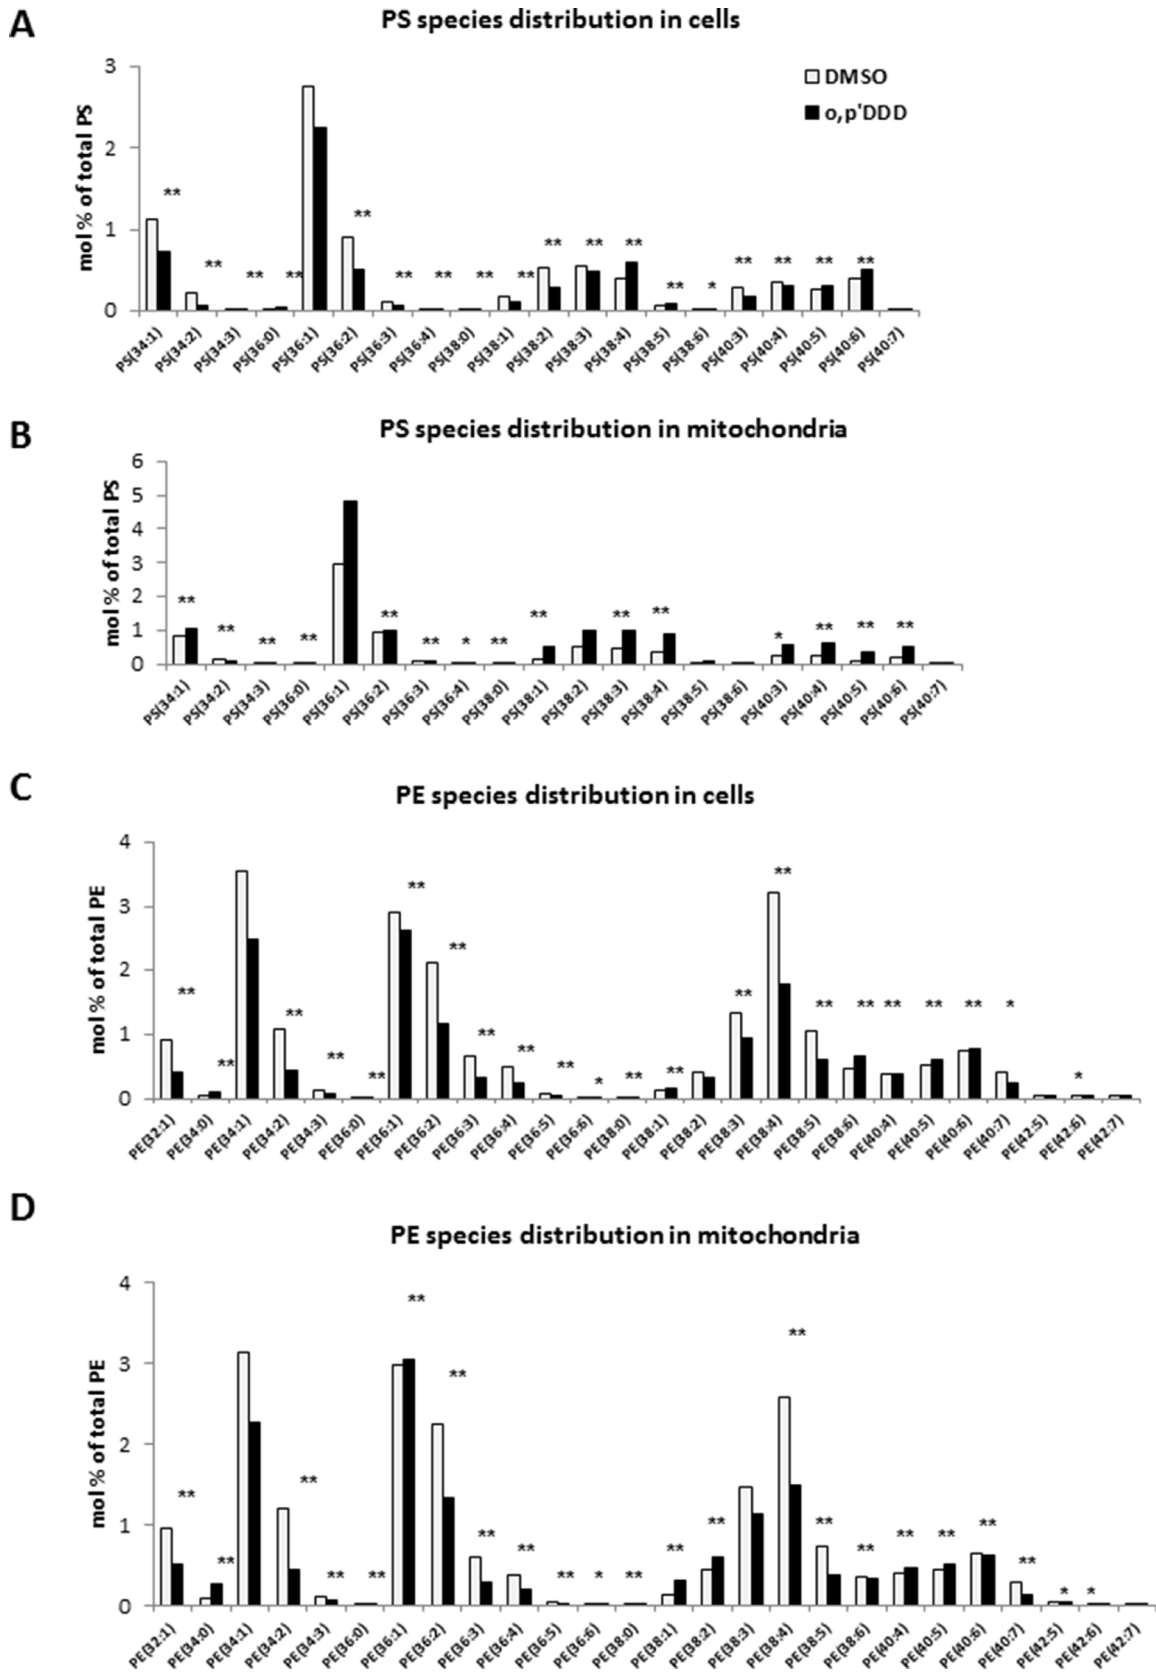 A
PS species distribution in cells
DMSO
o,p'DDD
mol % of total PS
3
2
1
0
** ** ** ** ** ** ** ** ** ** ** ** ** * ** ** ** **
PS(34:1) PS(34:2) PS(34:3) PS(36:0) PS(36:1) PS(36:2) PS(36:3) PS(36:4) PS(38:0) PS(38:1) PS(38:2) PS(38:3) PS(38:4) PS(38:5) PS(38:6) PS(40:3) PS(40:4) PS(40:5) PS(40:6) PS(40:7)
B
PS species distribution in mitochondria
mol % of total PS
6
5
4
3
2
1
0
** ** ** ** ** ** * ** ** ** ** * ** ** **
PS(34:1) PS(34:2) PS(34:3) PS(36:0) PS(36:1) PS(36:2) PS(36:3) PS(36:4) PS(38:0) PS(38:1) PS(38:2) PS(38:3) PS(38:4) PS(38:5) PS(38:6) PS(40:3) PS(40:4) PS(40:5) PS(40:6) PS(40:7)
C
PE species distribution in cells
mol % of total PE
4
3
2
1
0
** ** ** ** ** ** ** ** ** ** * ** ** ** ** ** ** ** ** ** * *
PE(32:1) PE(34:0) PE(34:1) PE(34:2) PE(34:3) PE(36:0) PE(36:1) PE(36:2) PE(36:3) PE(36:4) PE(36:5) PE(36:6) PE(38:0) PE(38:1) PE(38:2) PE(38:3) PE(38:4) PE(38:5) PE(38:6) PE(40:4) PE(40:5) PE(40:6) PE(40:7) PE(42:5) PE(42:6) PE(42:7)
D
PE species distribution in mitochondria
mol % of total PE
4
3
2
1
0
** ** ** ** ** ** ** ** ** ** * ** ** ** ** ** ** ** ** ** ** * *
PE(32:1) PE(34:0) PE(34:1) PE(34:2) PE(34:3) PE(36:0) PE(36:1) PE(36:2) PE(36:3) PE(36:4) PE(36:5) PE(36:6) PE(38:0) PE(38:1) PE(38:2) PE(38:3) PE(38:4) PE(38:5) PE(38:6) PE(40:4) PE(40:5) PE(40:6) PE(40:7) PE(42:5) PE(42:6) PE(42:7)